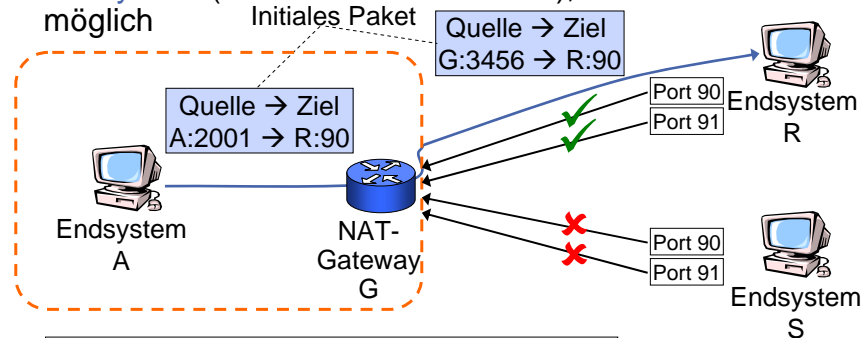 möglich
Initiales Paket
Quelle → Ziel
G:3456 → R:90
Quelle → Ziel
A:2001 → R:90
Port 90
Port 91
Endsystem
R
Endsystem
A
NAT-
Gateway
G
Port 90
Port 91
Endsystem
S